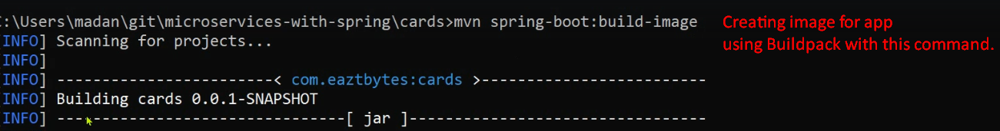 C:\Users\madan\git\microservices-with-spring\cards>mvn spring-boot:build-image
Creating image for app
using Buildpack with this command.
[INFO] Scanning for projects...
[INFO]
[INFO] ------------------------< com.eaztbytes:cards >-------------------------
[INFO] Building cards 0.0.1-SNAPSHOT
[INFO] --------------------------------[ jar ]---------------------------------